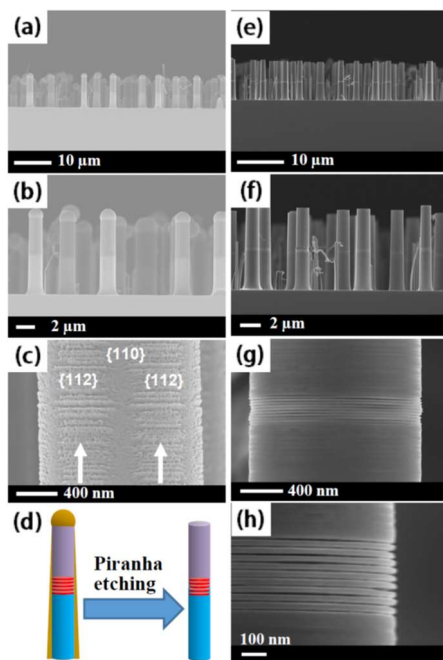 (a)
10 μm
(b)
2 μm
(c)
{110}
{112} {112}
400 nm
(d)
Piranha
etching
(e)
10 μm
(f)
2 μm
(g)
400 nm
(h)
100 nm